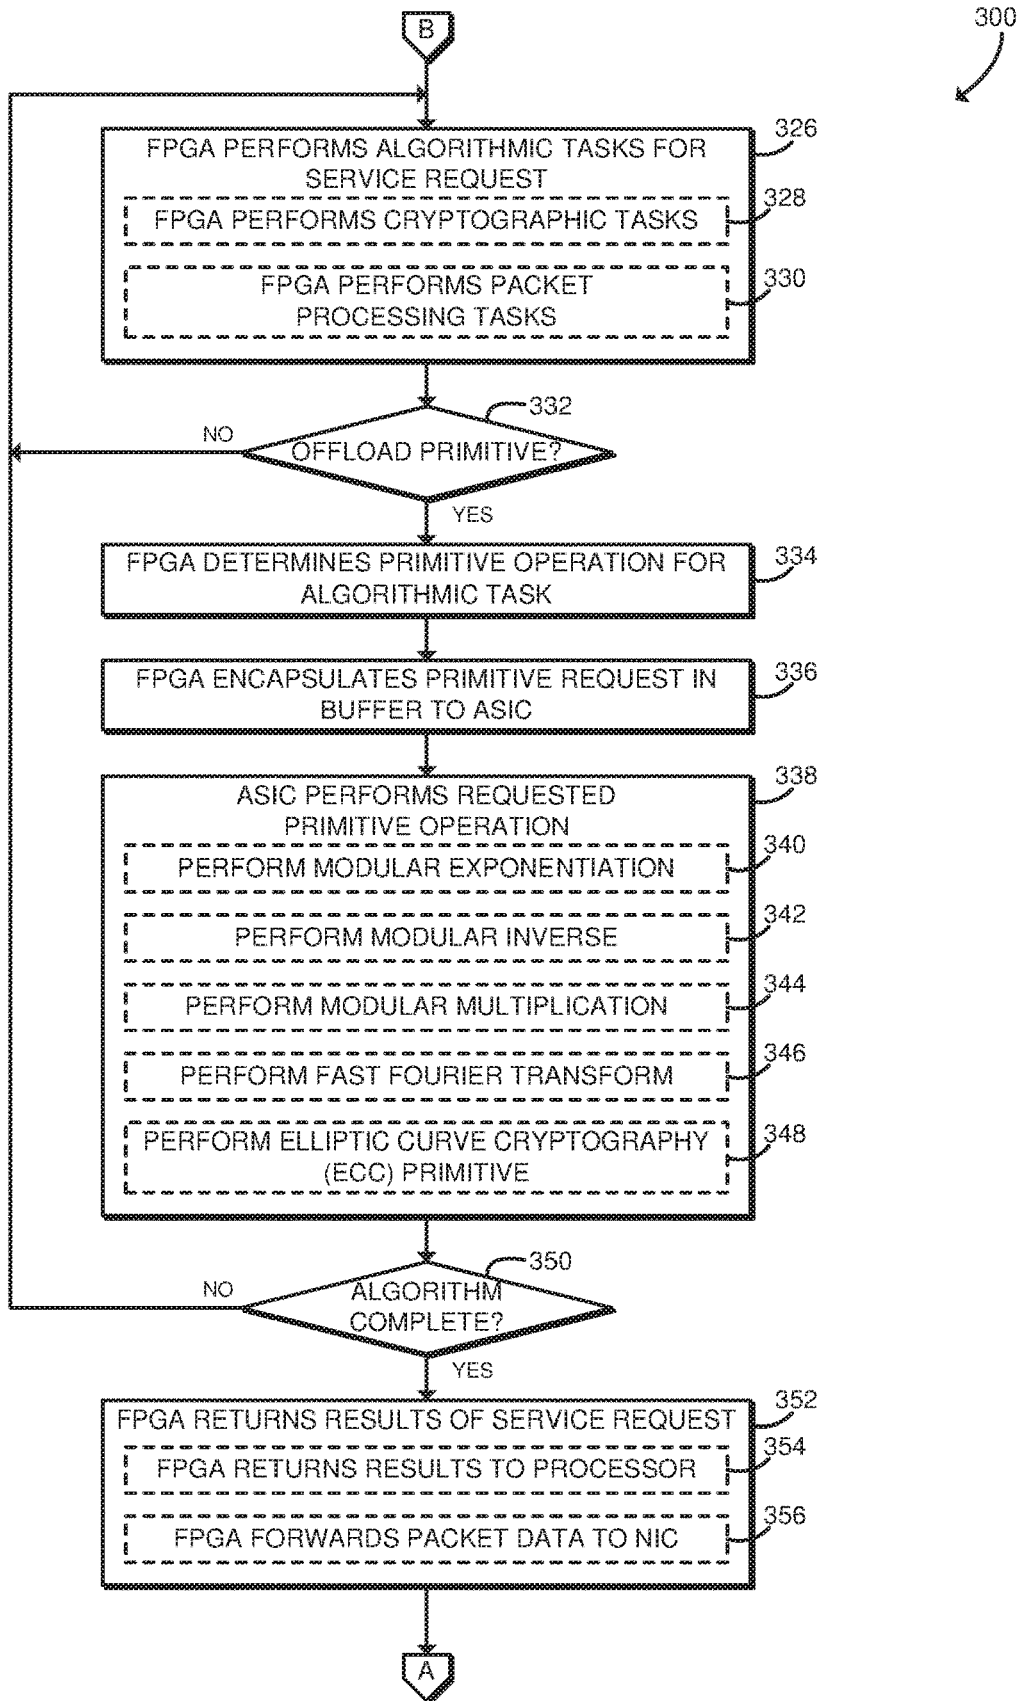 B
300
326
FPGA PERFORMS ALGORITHMIC TASKS FOR
SERVICE REQUEST
328
FPGA PERFORMS CRYPTOGRAPHIC TASKS
330
FPGA PERFORMS PACKET
PROCESSING TASKS
332
NO
OFFLOAD PRIMITIVE?
YES
334
FPGA DETERMINES PRIMITIVE OPERATION FOR
ALGORITHMIC TASK
336
FPGA ENCAPSULATES PRIMITIVE REQUEST IN
BUFFER TO ASIC
338
ASIC PERFORMS REQUESTED
PRIMITIVE OPERATION
340
PERFORM MODULAR EXPONENTIATION
342
PERFORM MODULAR INVERSE
344
PERFORM MODULAR MULTIPLICATION
346
PERFORM FAST FOURIER TRANSFORM
348
PERFORM ELLIPTIC CURVE CRYPTOGRAPHY
(ECC) PRIMITIVE
350
NO
ALGORITHM
COMPLETE?
YES
352
FPGA RETURNS RESULTS OF SERVICE REQUEST
354
FPGA RETURNS RESULTS TO PROCESSOR
356
FPGA FORWARDS PACKET DATA TO NIC
A